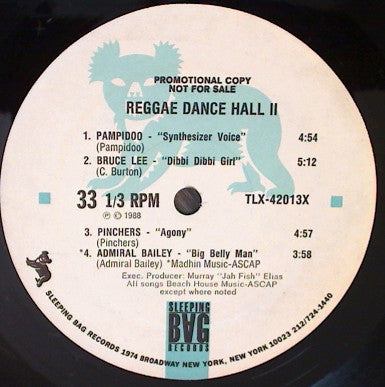 PROMOTIONAL COPY
NOT FOR SALE
REGGAE DANCE HALL II
1. PAMPIDOO - "Synthesizer Voice" 4:54
(Pampidoo)
2. BRUCE LEE - "Dibbi Dibbi Girl" 5:12
(C. Burton)
33 1/3 RPM TLX-42013X
℗ © 1988
3. PINCHERS - "Agony" 4:57
(Pinchers)
*4. ADMIRAL BAILEY - "Big Belly Man" 3:58
(Admiral Bailey) *Madhin Music-ASCAP
Exec. Producer: Murray "Jah Fish" Elias
All songs Beach House Music-ASCAP
except where noted
SLEEPING
BAG
RECORDS
SLEEPING BAG RECORDS 1974 BROADWAY NEW YORK, NEW YORK 10023 212/724-1440